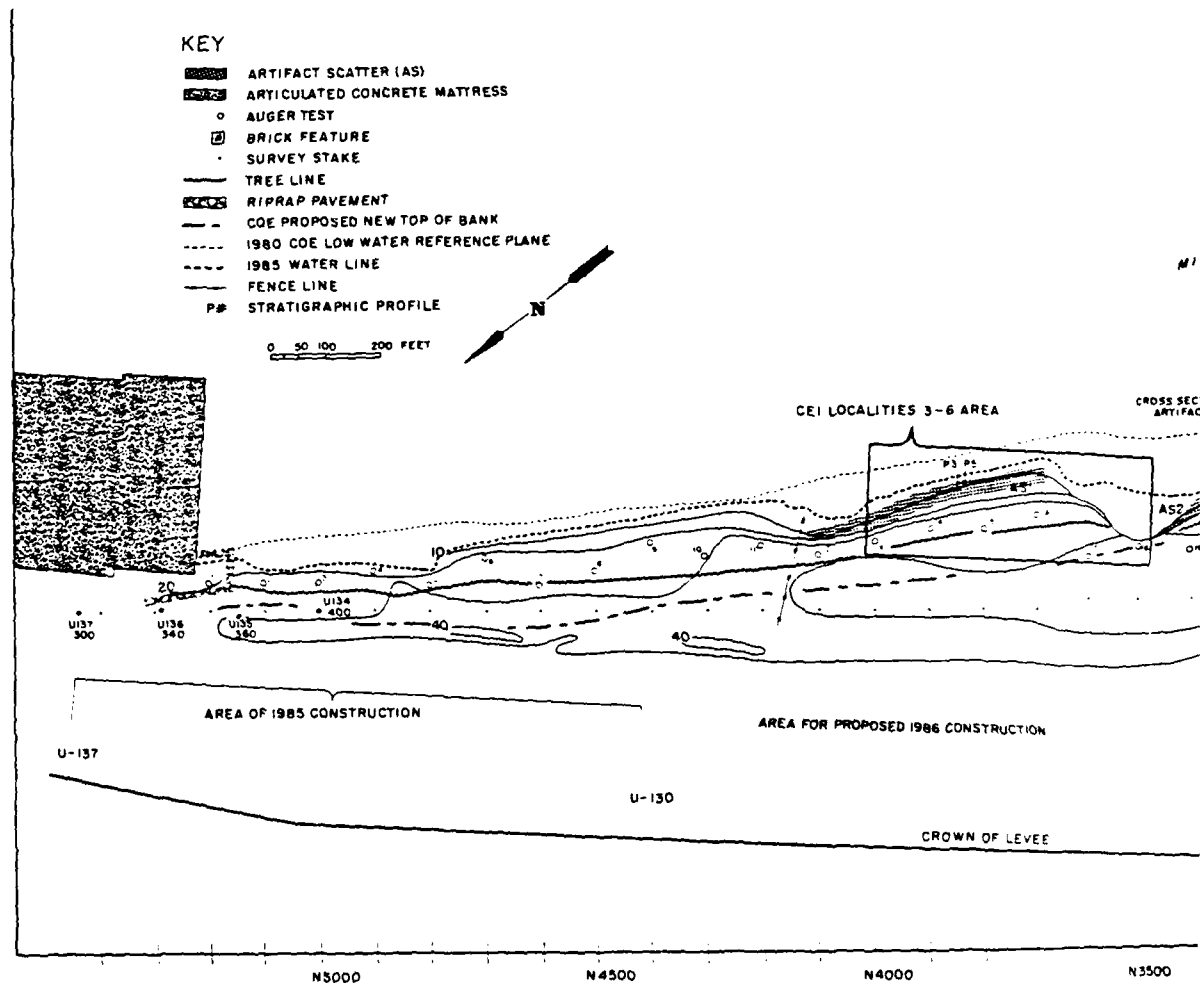 KEY
ARTIFACT SCATTER (AS)
ARTICULATED CONCRETE MATTRESS
AUGER TEST
BRICK FEATURE
SURVEY STAKE
TREE LINE
RIPRAP PAVEMENT
COE PROPOSED NEW TOP OF BANK
1980 COE LOW WATER REFERENCE PLANE
1985 WATER LINE
FENCE LINE
P# STRATIGRAPHIC PROFILE
N
0 50 100 200 FEET
MI
CEI LOCALITIES 3-6 AREA
CROSS SEC
ARTIFAC
P3 P5
AS2
10
20
U134
400
U137
300
U136
340
U135
360
40
40
AREA OF 1985 CONSTRUCTION
AREA FOR PROPOSED 1986 CONSTRUCTION
U-137
U-130
CROWN OF LEVEE
N5000
N4500
N4000
N3500